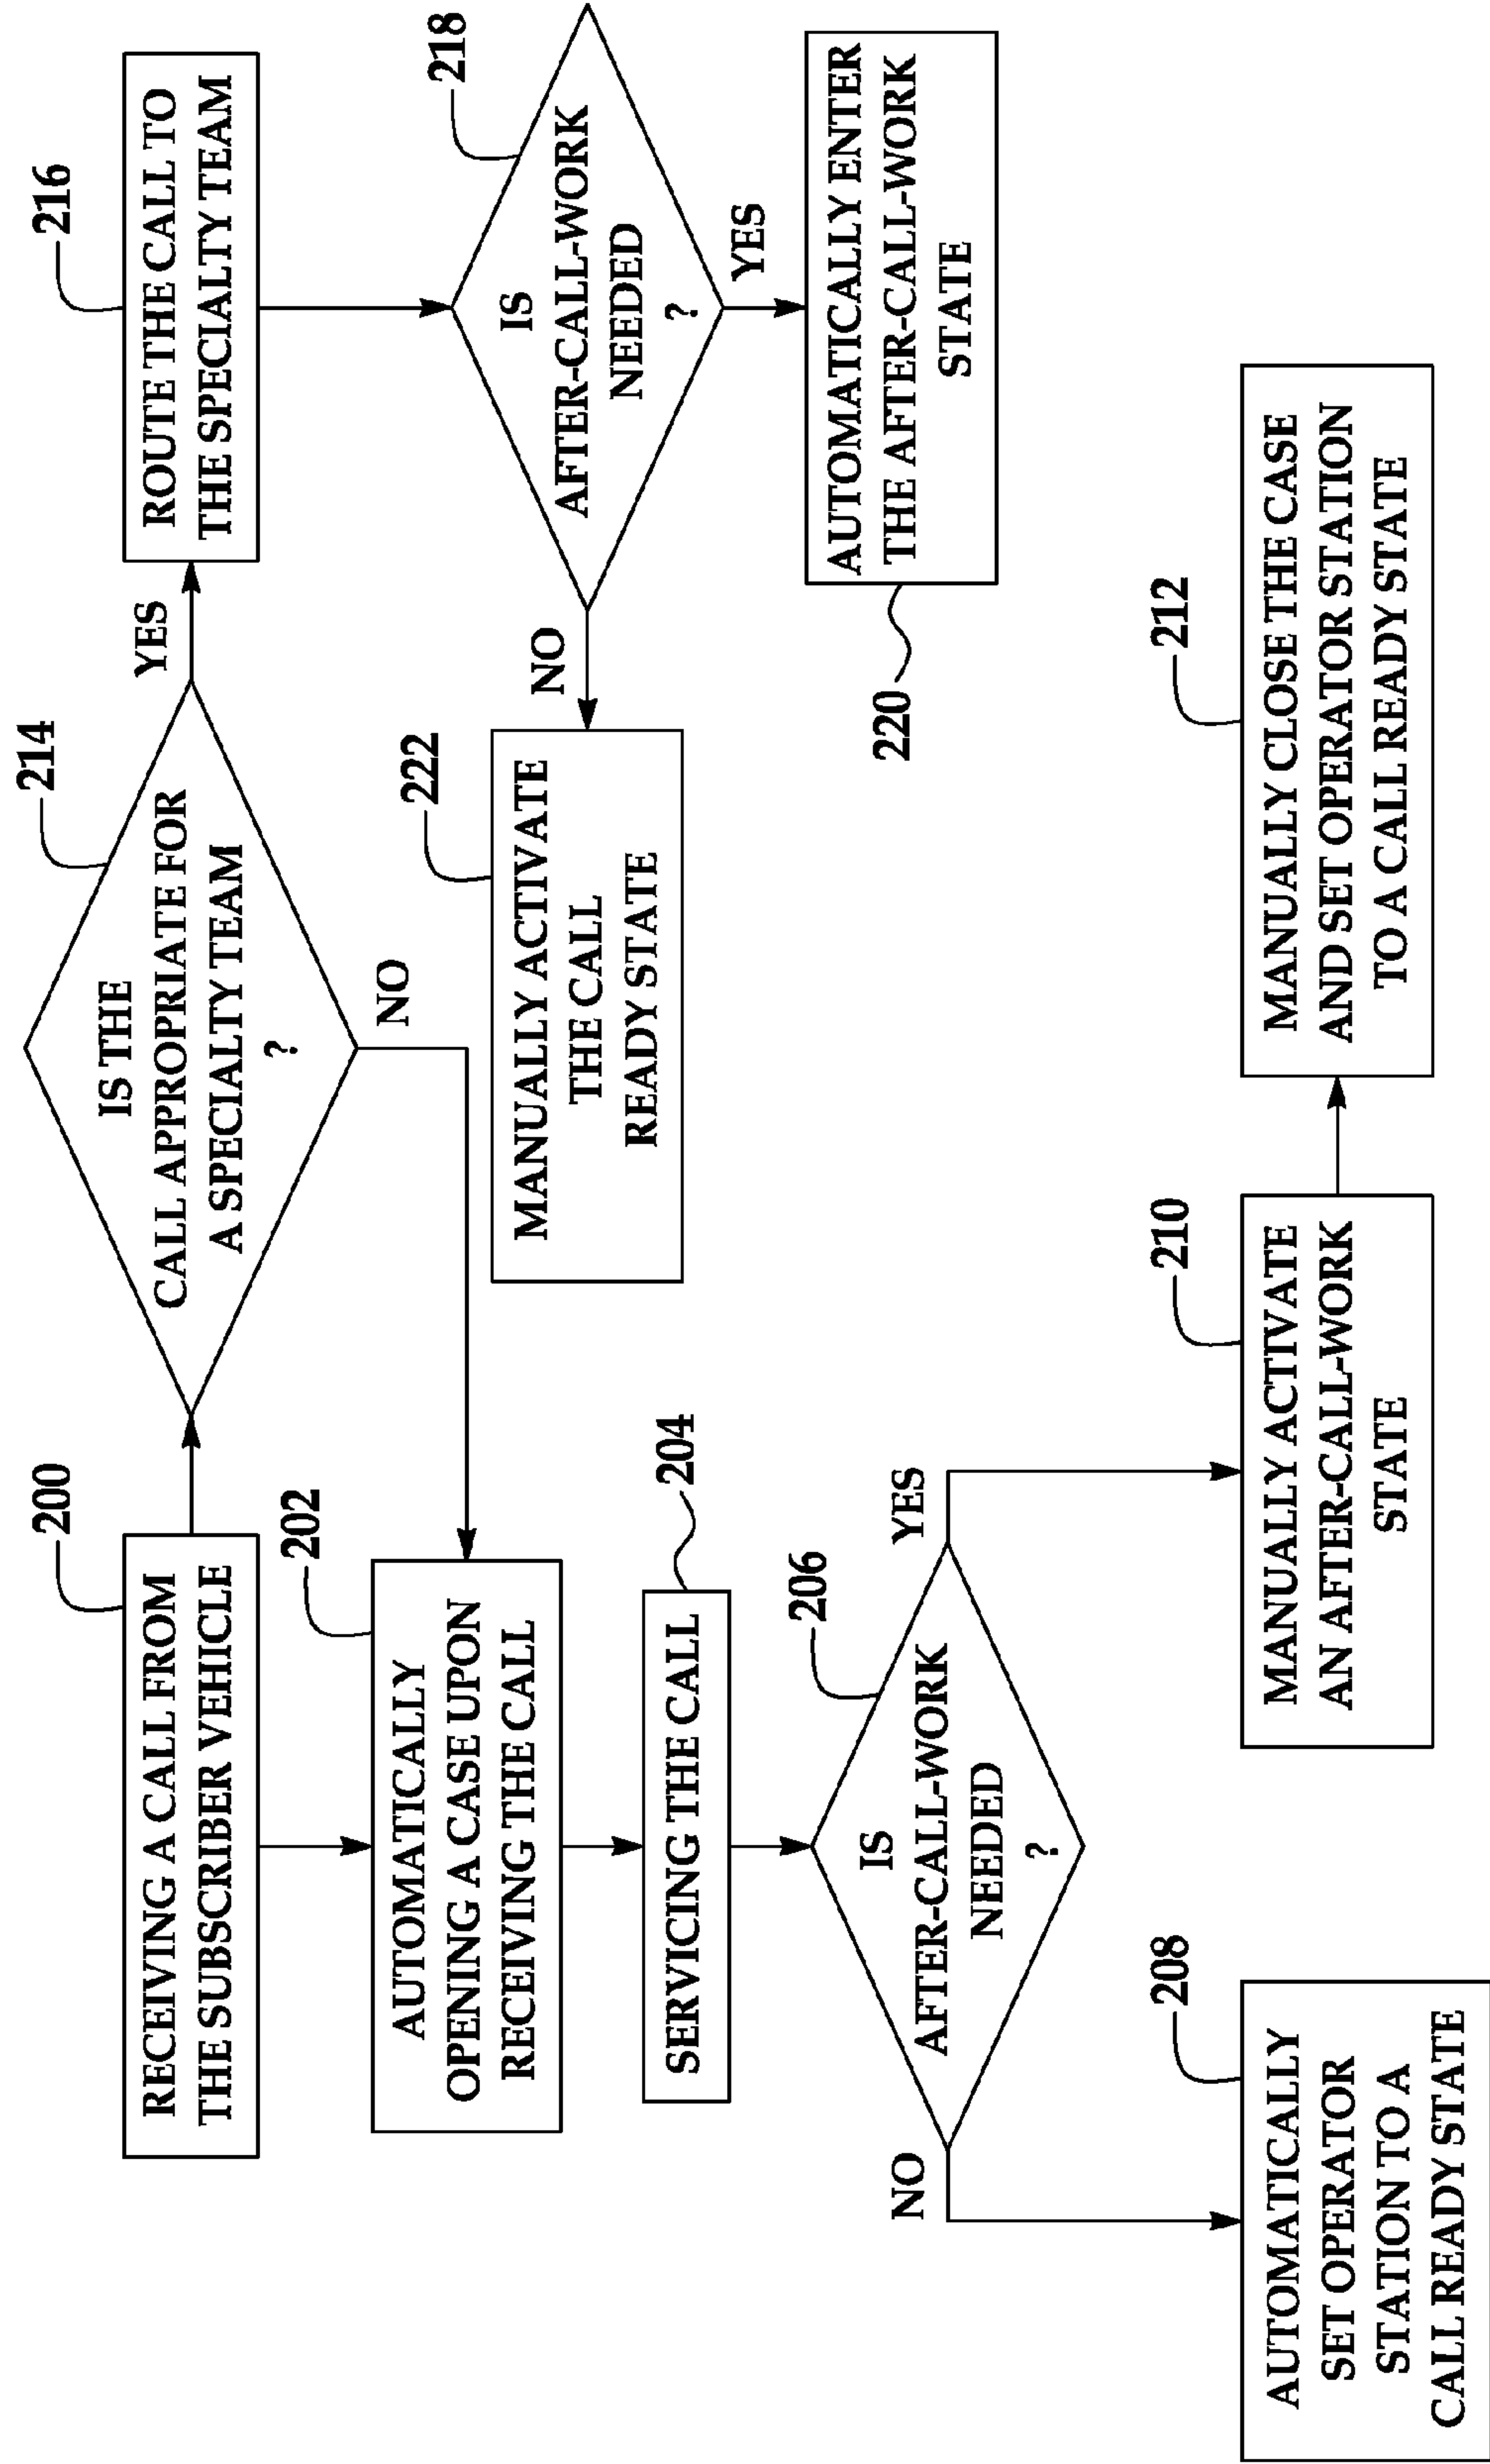 200
RECEIVING A CALL FROM
THE SUBSCRIBER VEHICLE
214
IS THE
CALL APPROPRIATE FOR
A SPECIALTY TEAM
?
YES
NO
216
ROUTE THE CALL TO
THE SPECIALTY TEAM
202
AUTOMATICALLY
OPENING A CASE UPON
RECEIVING THE CALL
222
MANUALLY ACTIVATE
THE CALL
READY STATE
NO
218
IS
AFTER-CALL-WORK
NEEDED
?
YES
204
SERVICING THE CALL
220
AUTOMATICALLY ENTER
THE AFTER-CALL-WORK
STATE
206
IS
AFTER-CALL-WORK
NEEDED
?
NO
YES
208
AUTOMATICALLY
SET OPERATOR
STATION TO A
CALL READY STATE
210
MANUALLY ACTIVATE
AN AFTER-CALL-WORK
STATE
212
MANUALLY CLOSE THE CASE
AND SET OPERATOR STATION
TO A CALL READY STATE